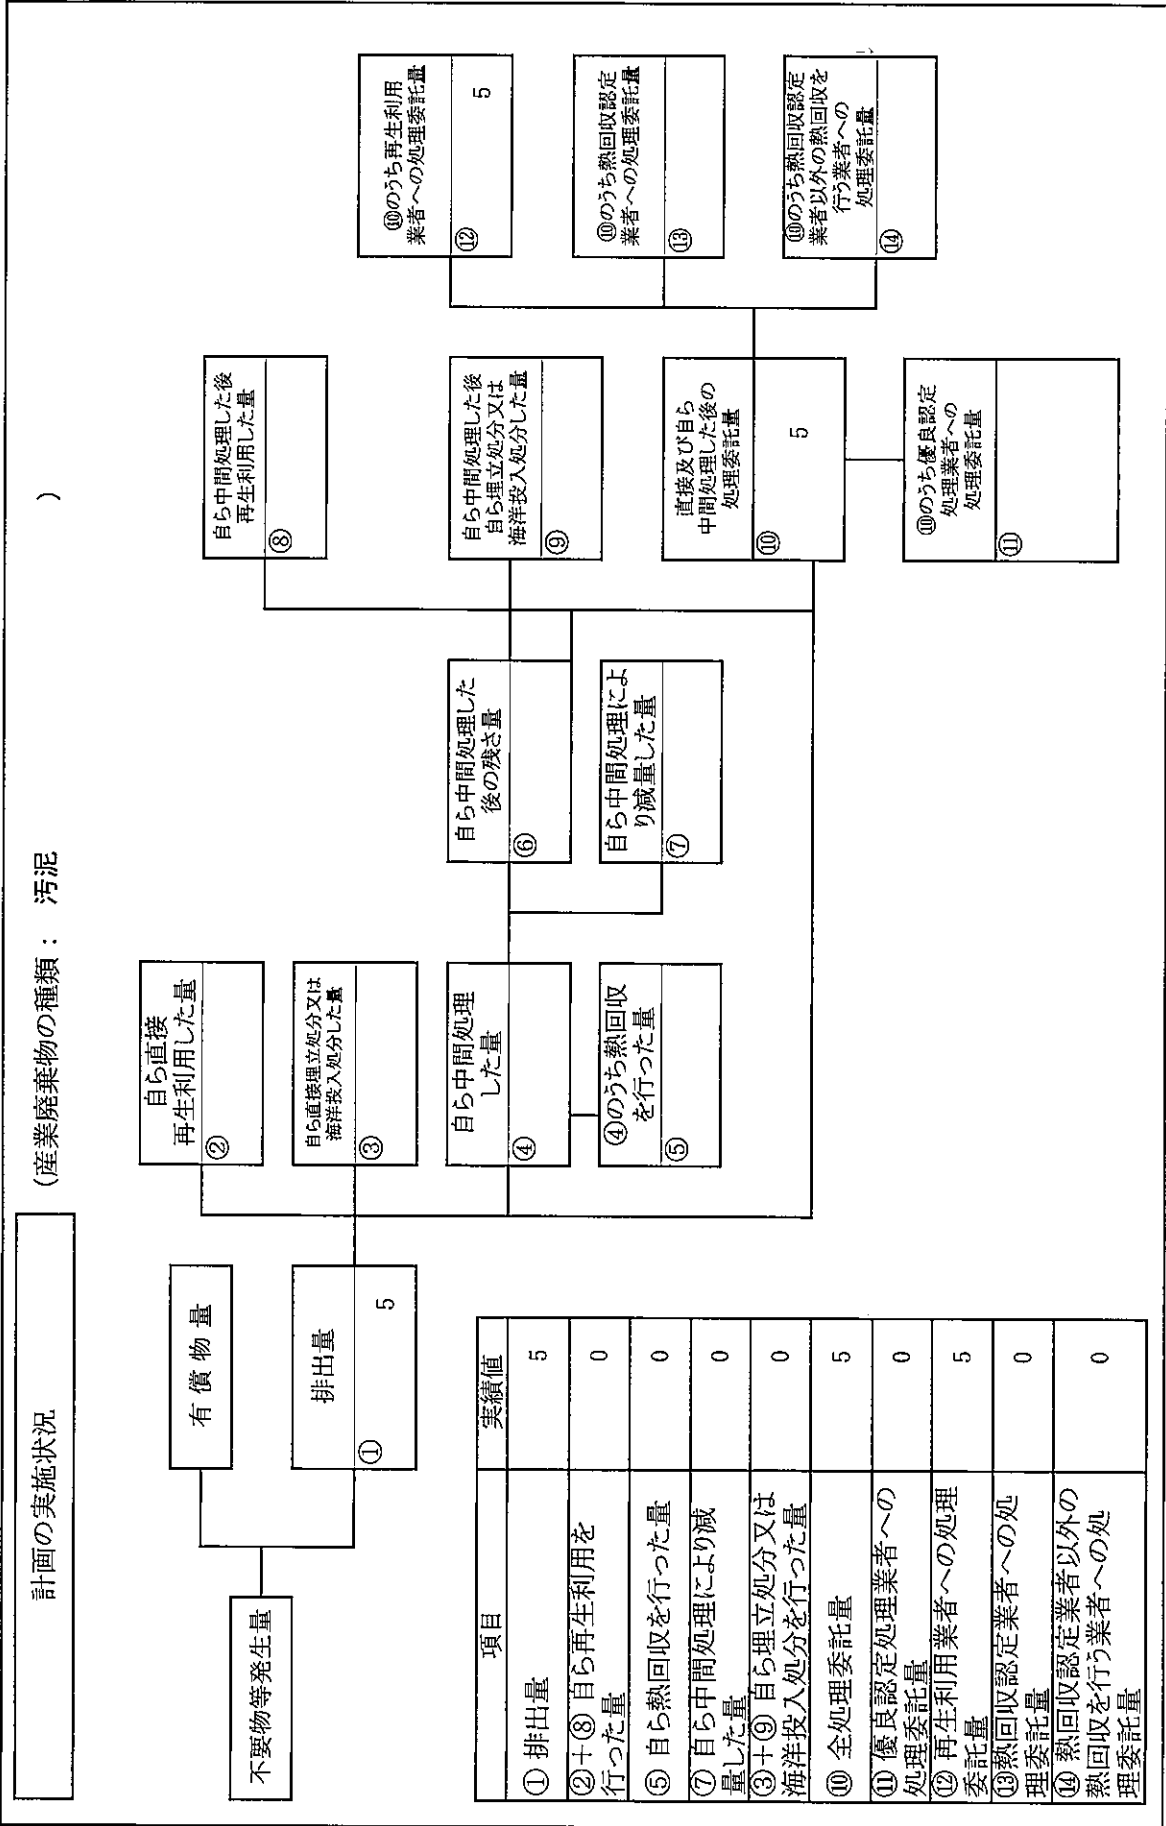 計画の実施状況
(産業廃棄物の種類： 汚泥 )
不要物等発生量
有 償 物 量
排出量
① 5
自ら直接
再生利用した量
②
自ら直接埋立処分又は
海洋投入処分した量
③
自ら中間処理
した量
④
④のうち熱回収
を行った量
⑤
自ら中間処理した
後の残さ量
⑥
自ら中間処理によ
り減量した量
⑦
自ら中間処理した後
再生利用した量
⑧
自ら中間処理した後
自ら埋立処分又は
海洋投入処分した量
⑨
直接及び自ら
中間処理した後の
処理委託量
⑩ 5
⑩のうち優良認定
処理業者への
処理委託量
⑪
⑩のうち再生利用
業者への処理委託量
⑫ 5
⑩のうち熱回収認定
業者への処理委託量
⑬
⑩のうち熱回収認定
業者以外の熱回収を
行う業者への
処理委託量
⑭
項目 実績値
① 排出量 5
②＋⑧ 自ら再生利用を
行った量 0
⑤ 自ら熱回収を行った量 0
⑦ 自ら中間処理により減
量した量 0
③＋⑨ 自ら埋立処分又は
海洋投入処分を行った量 0
⑩ 全処理委託量 5
⑪ 優良認定処理業者への
処理委託量 0
⑫ 再生利用業者への処理
委託量 5
⑬熱回収認定業者への処
理委託量 0
⑭ 熱回収認定業者以外の
熱回収を行う業者への処
理委託量 0